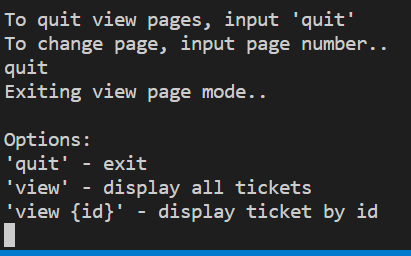 To quit view pages, input 'quit'
To change page, input page number..
quit
Exiting view page mode..
Options:
'quit' - exit
'view' - display all tickets
'view {id}' - display ticket by id